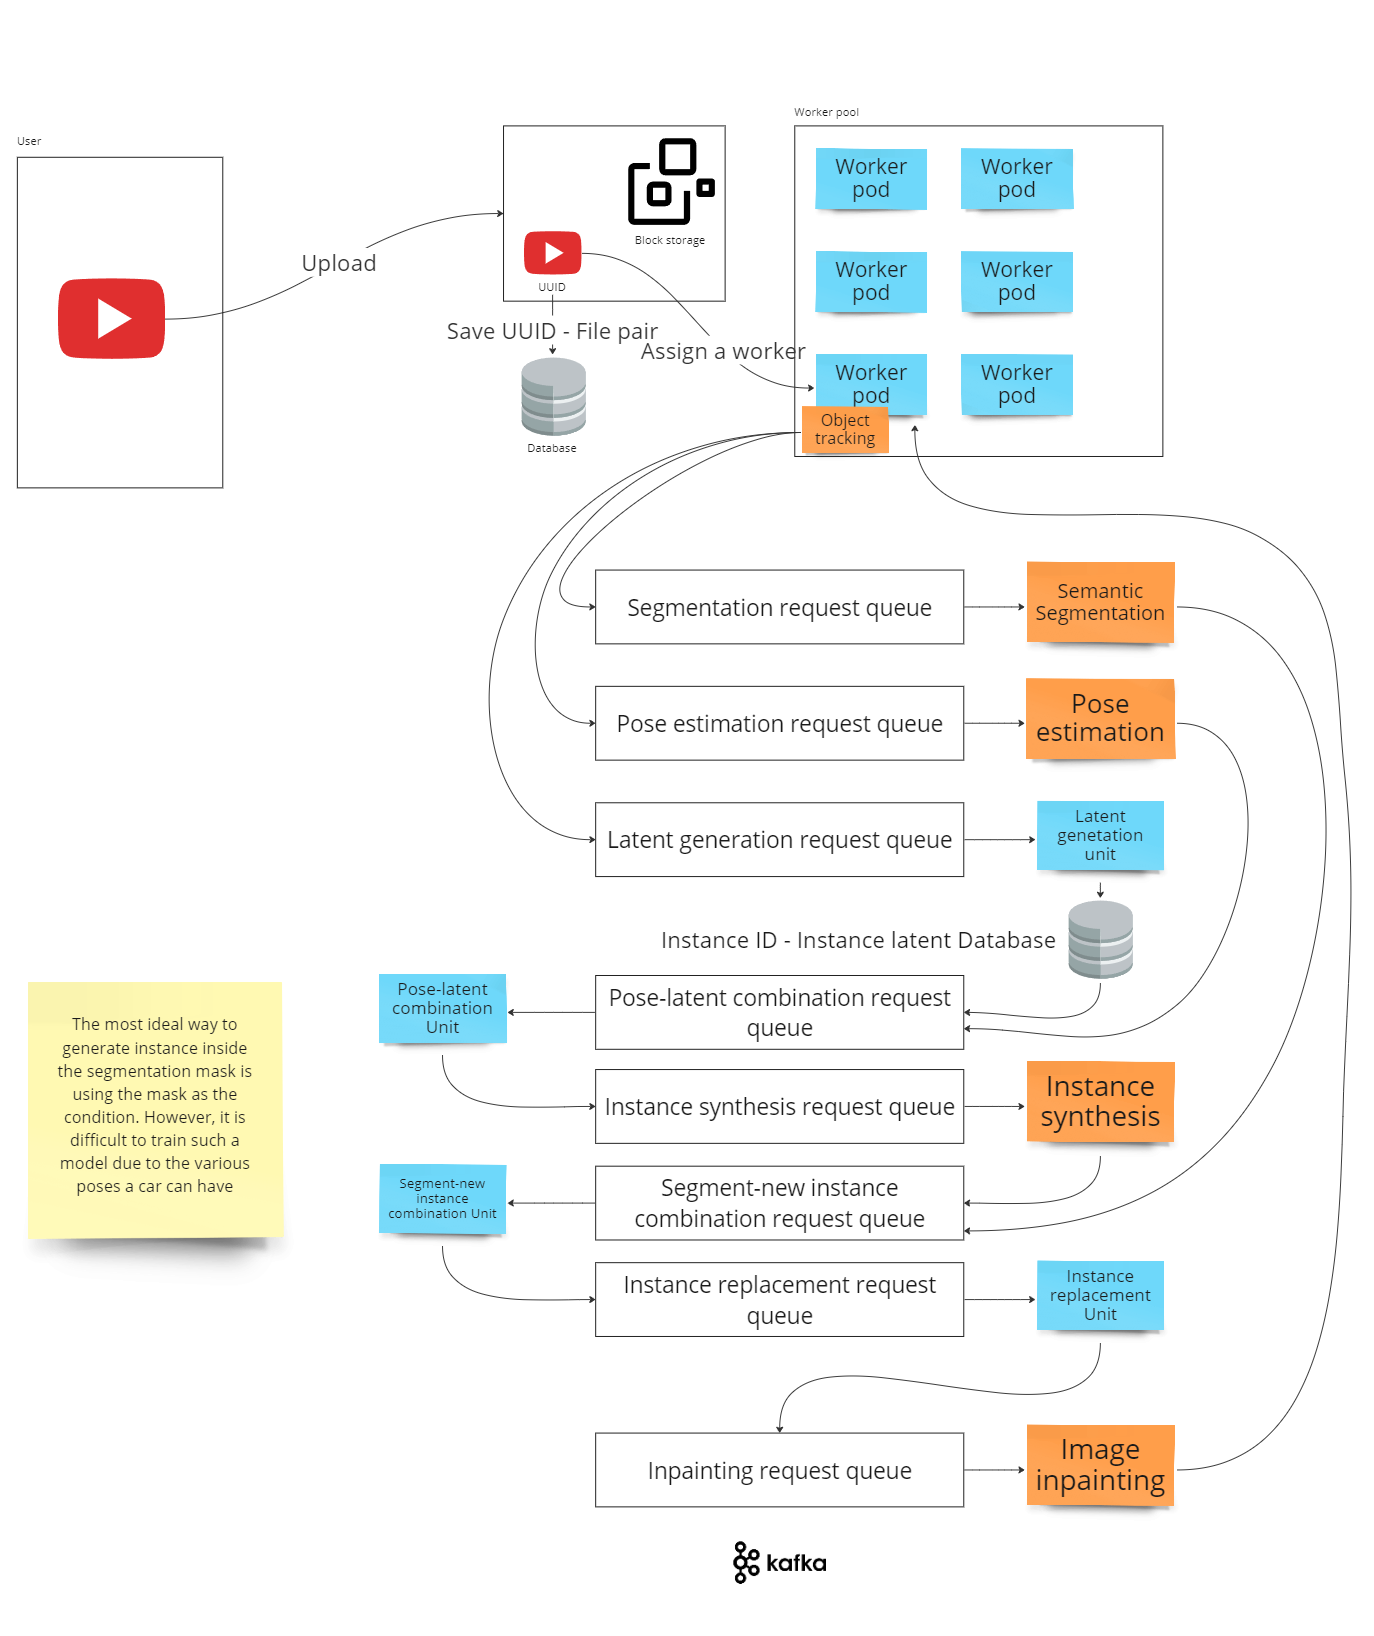 User
Upload
Block storage
UUID
Save UUID - File pair
Database
Assign a worker
Worker pool
Worker
pod
Worker
pod
Worker
pod
Worker
pod
Worker
pod
Worker
pod
Object
tracking
Segmentation request queue
Semantic
Segmentation
Pose estimation request queue
Pose
estimation
Latent generation request queue
Latent
genetation
unit
Instance ID - Instance latent Database
Pose-latent
combination
Unit
Pose-latent combination request
queue
Instance synthesis request queue
Instance
synthesis
Segment-new
instance
combination Unit
Segment-new instance
combination request queue
Instance replacement request
queue
Instance
replacement
Unit
Inpainting request queue
Image
inpainting
The most ideal way to
generate instance inside
the segmentation mask is
using the mask as the
condition. However, it is
difficult to train such a
model due to the various
poses a car can have
kafka